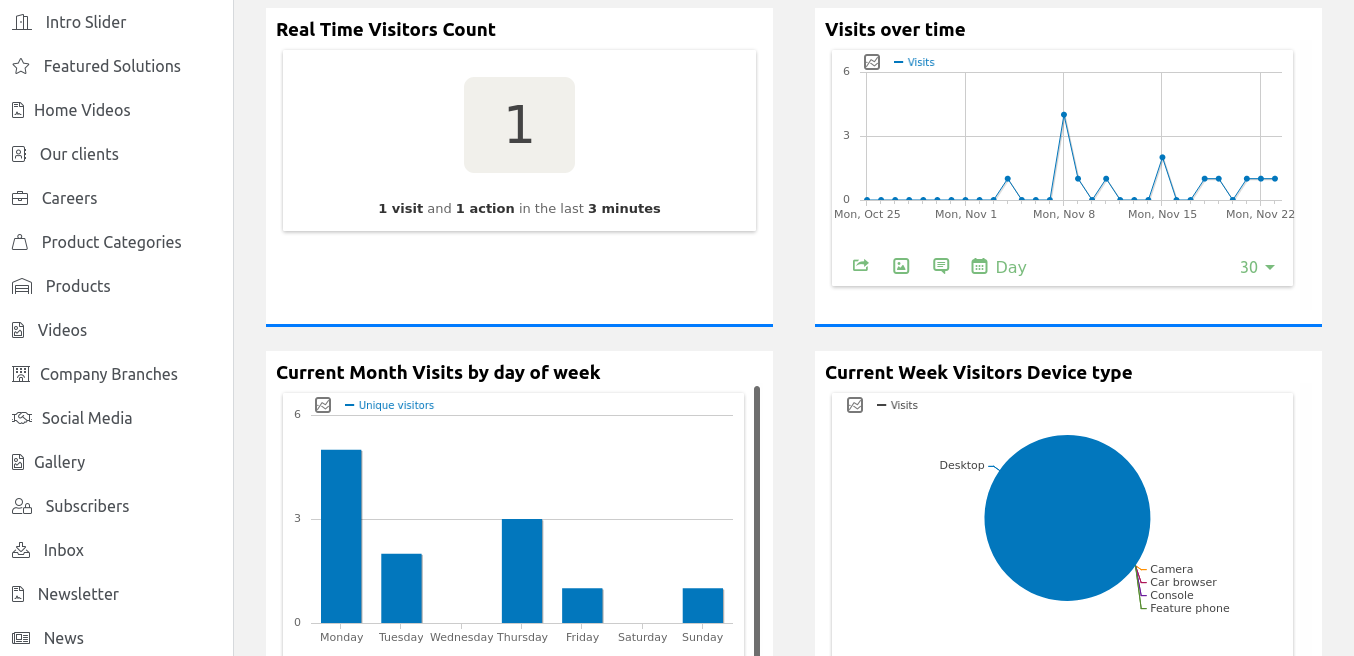 Intro Slider
Featured Solutions
Home Videos
Our clients
Careers
Product Categories
Products
Videos
Company Branches
Social Media
Gallery
Subscribers
Inbox
Newsletter
News
Real Time Visitors Count
1
1 visit and 1 action in the last 3 minutes
Visits over time
Visits
6
3
0
Mon, Oct 25 Mon, Nov 1 Mon, Nov 8 Mon, Nov 15 Mon, Nov 22
Day 30
Current Month Visits by day of week
Unique visitors
6
3
0
Monday Tuesday Wednesday Thursday Friday Saturday Sunday
Current Week Visitors Device type
Visits
Desktop
Camera
Car browser
Console
Feature phone